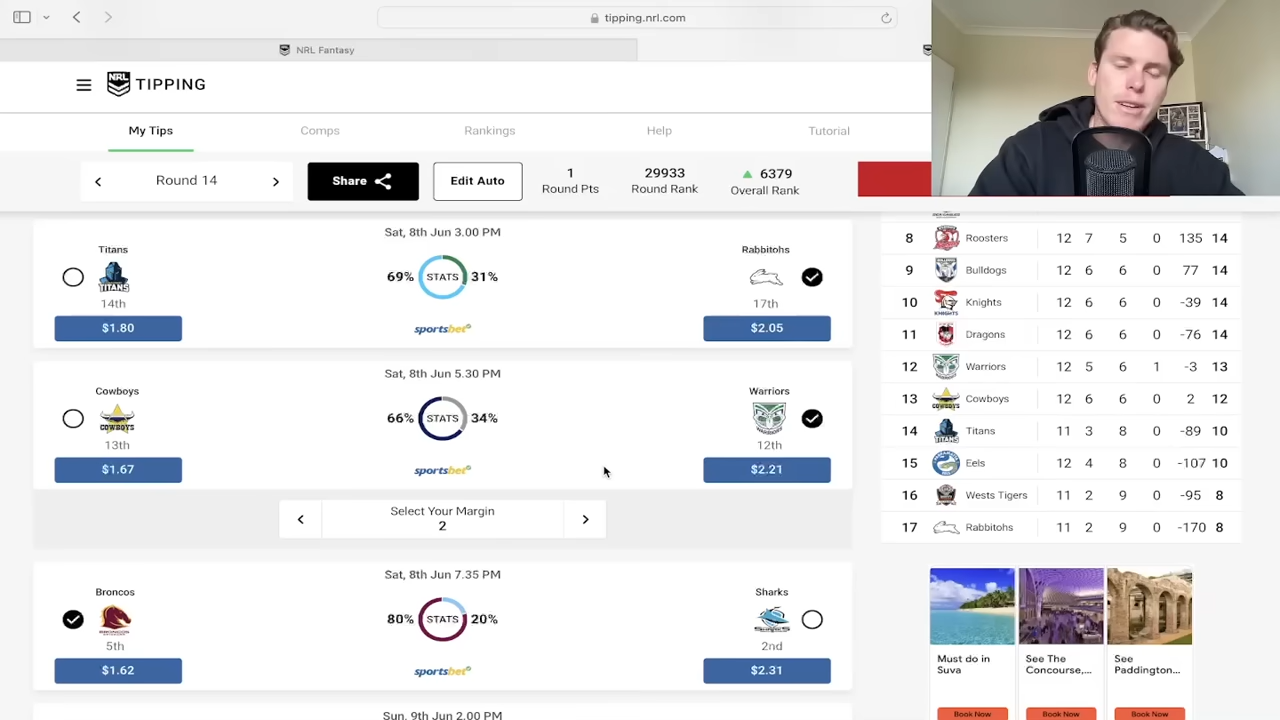 tipping.nrl.com
NRL Fantasy
NRL TIPPING
My Tips
Comps
Rankings
Help
Tutorial
Round 14
Share
Edit Auto
1
Round Pts
29933
Round Rank
6379
Overall Rank
Sat, 8th Jun 3.00 PM
Titans
14th
$1.80
69% STATS 31%
sportsbet
Rabbitohs
17th
$2.05
Sat, 8th Jun 5.30 PM
Cowboys
13th
$1.67
66% STATS 34%
sportsbet
Warriors
12th
$2.21
Select Your Margin
2
Sat, 8th Jun 7.35 PM
Broncos
5th
$1.62
80% STATS 20%
sportsbet
Sharks
2nd
$2.31
Sun, 9th Jun 2.00 PM
8 Roosters 12 7 5 0 135 14
9 Bulldogs 12 6 6 0 77 14
10 Knights 12 6 6 0 -39 14
11 Dragons 12 6 6 0 -76 14
12 Warriors 12 5 6 1 -3 13
13 Cowboys 12 6 6 0 2 12
14 Titans 11 3 8 0 -89 10
15 Eels 12 4 8 0 -107 10
16 Wests Tigers 11 2 9 0 -95 8
17 Rabbitohs 11 2 9 0 -170 8
Must do in
Suva
Book Now
See The
Concourse,...
Book Now
See
Paddington...
Book Now